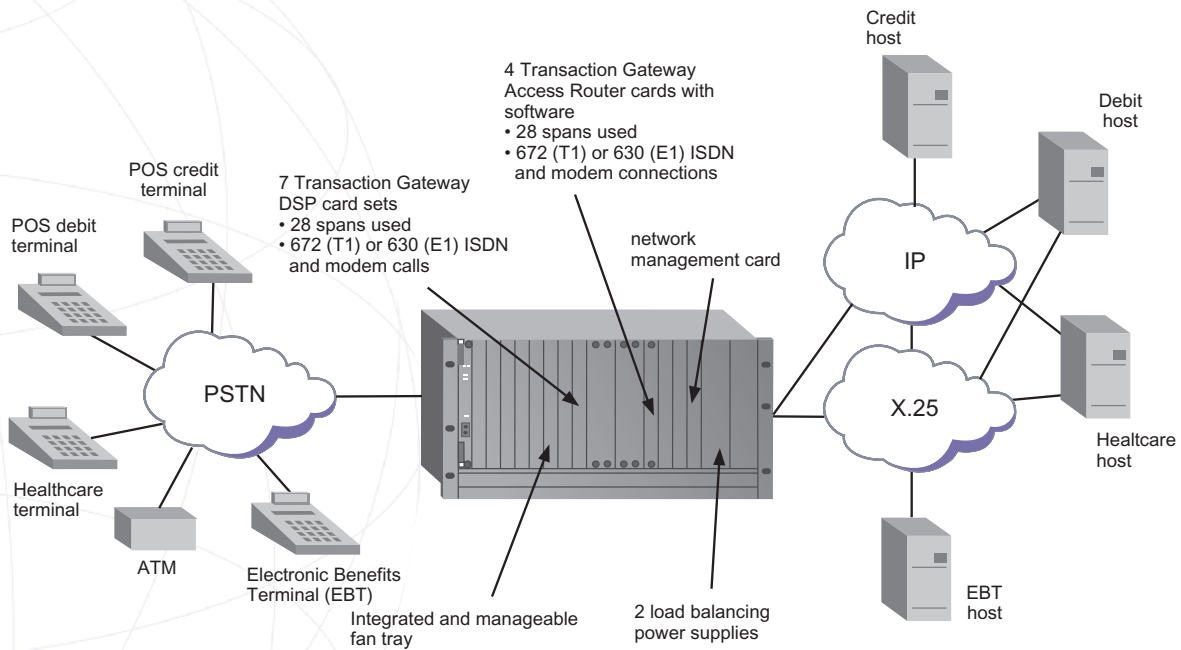 Credit
host
4 Transaction Gateway
Access Router cards with
software
• 28 spans used
• 672 (T1) or 630 (E1) ISDN
and modem connections
Debit
host
POS credit
terminal
7 Transaction Gateway
DSP card sets
• 28 spans used
• 672 (T1) or 630 (E1) ISDN
and modem calls
POS debit
terminal
network
management card
IP
PSTN
X.25
Healtcare
host
Healthcare
terminal
ATM
Electronic Benefits
Terminal (EBT)
Integrated and manageable
fan tray
2 load balancing
power supplies
EBT
host